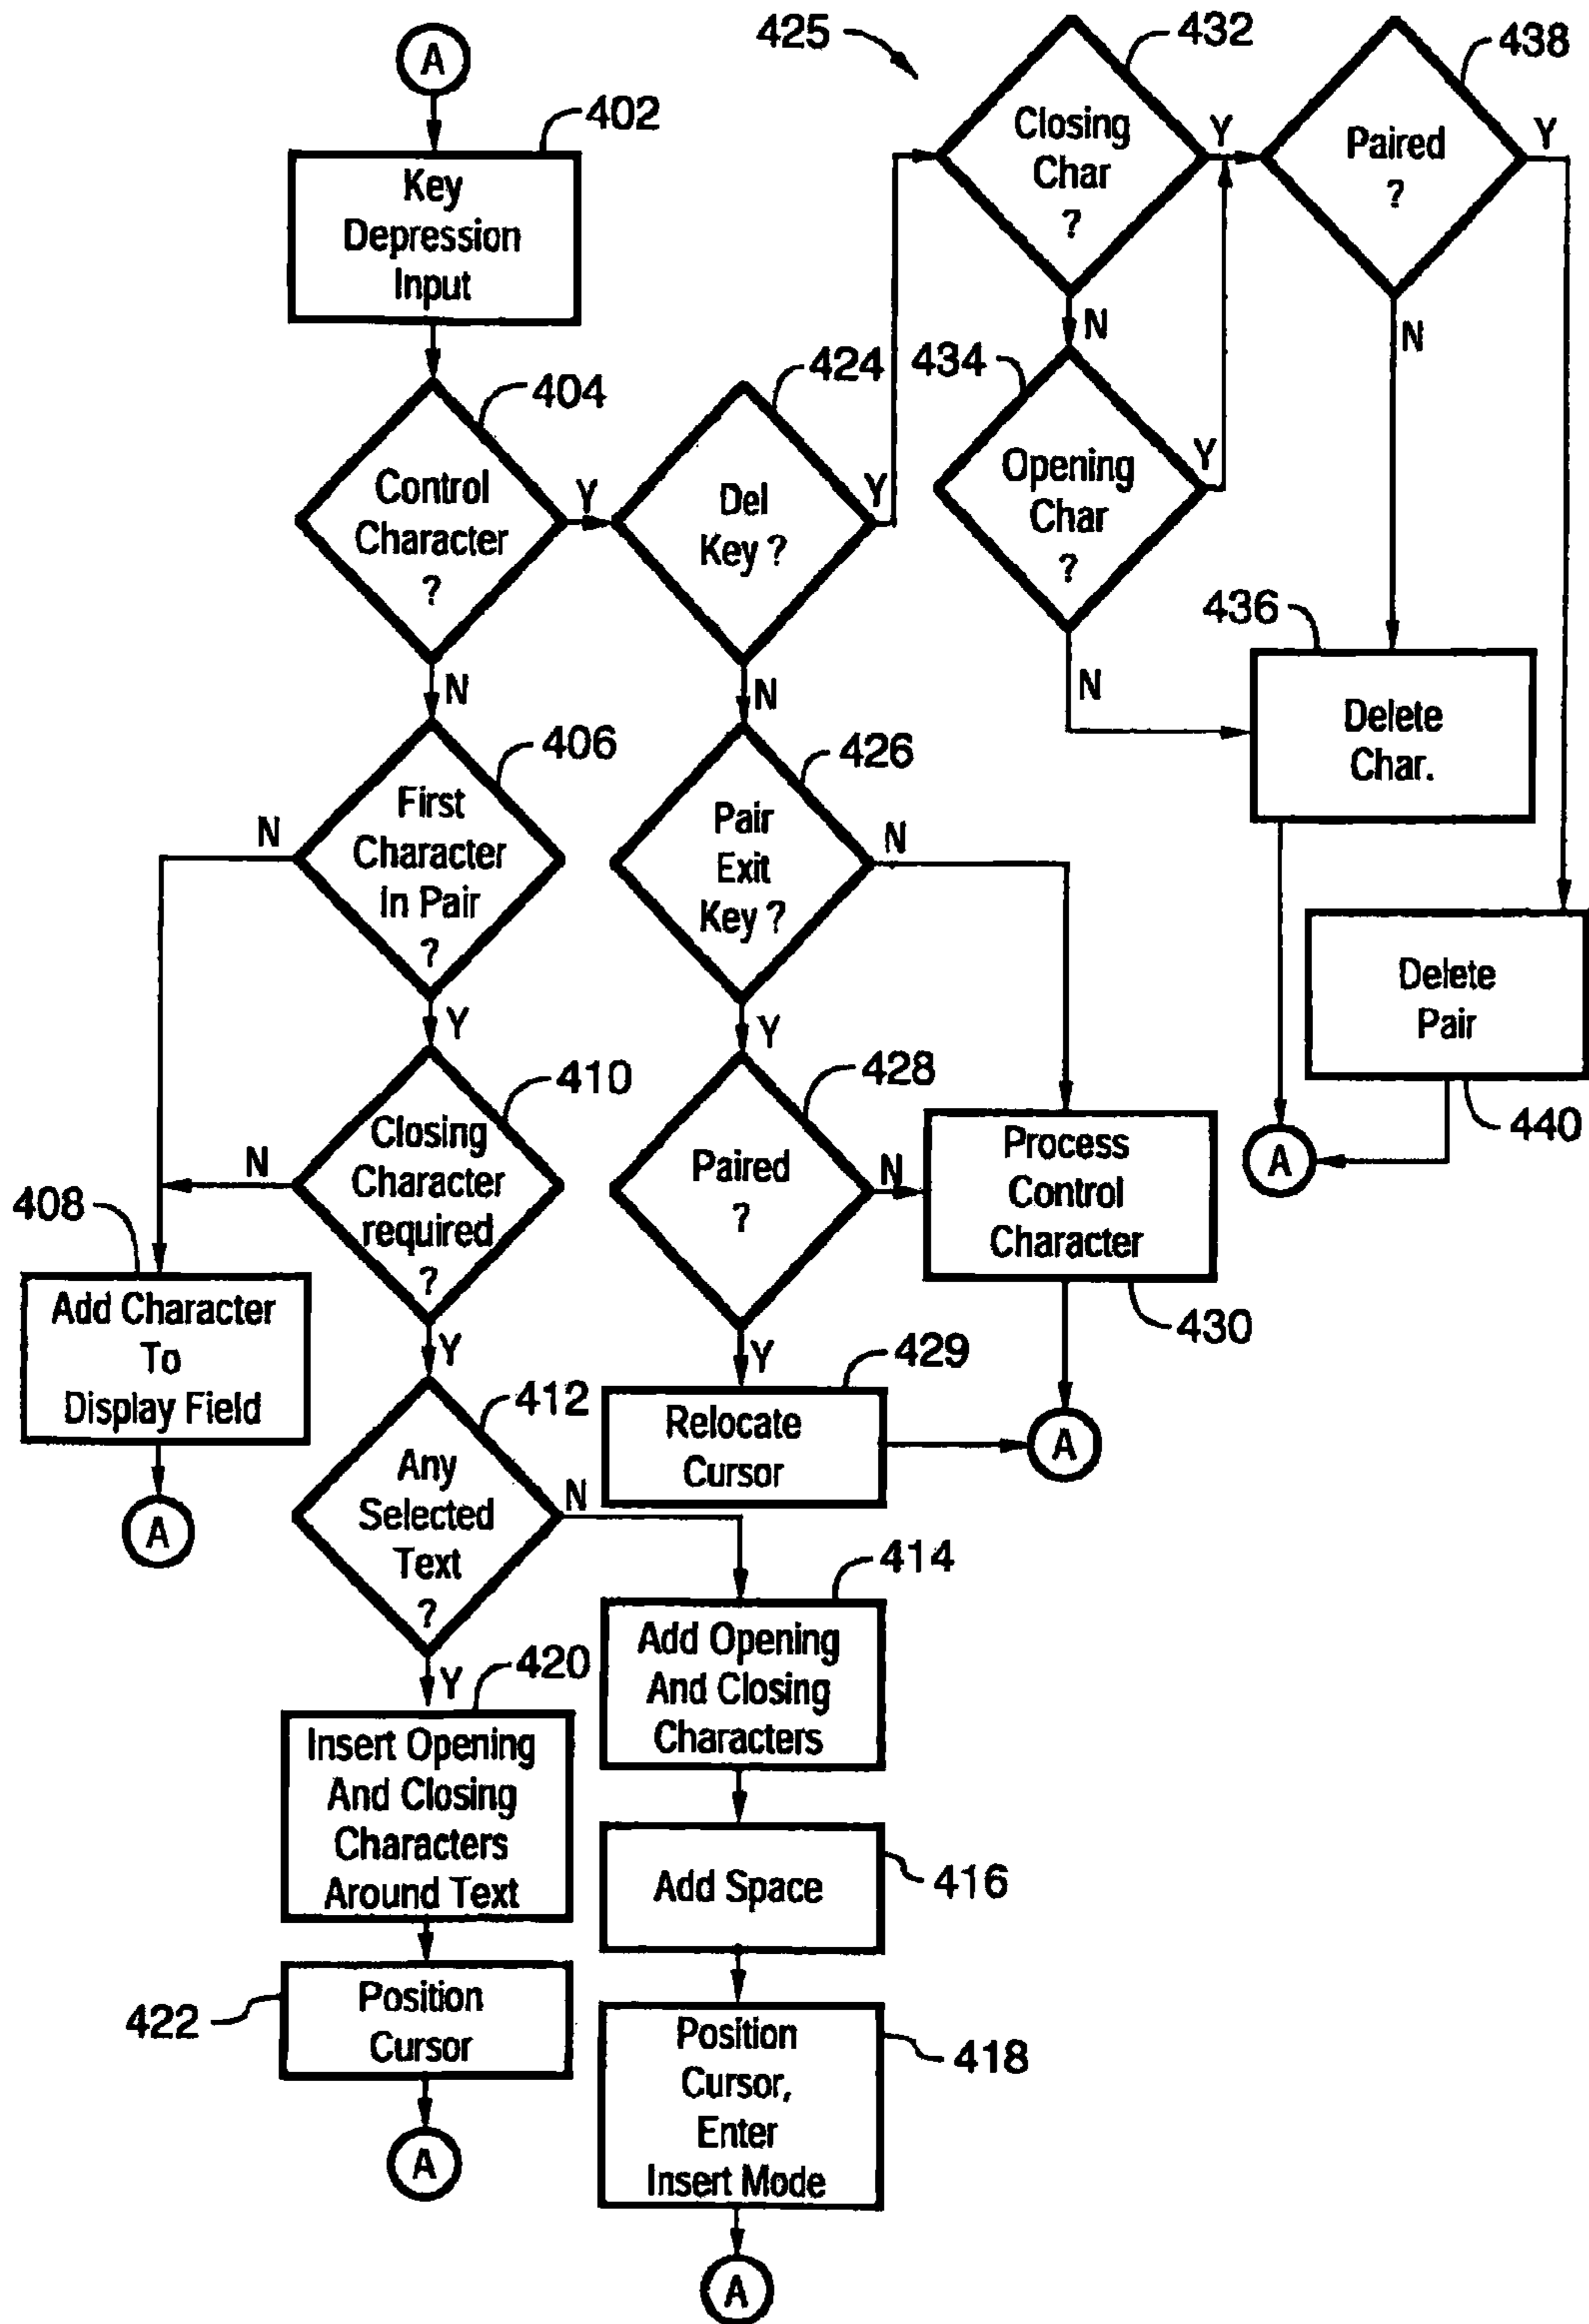 A
402
Key
Depression
Input
404
Control
Character
?
Y
N
406
First
Character
In Pair
?
N
Y
410
Closing
Character
required
?
N
Y
408
Add Character
To
Display Field
A
412
Any
Selected
Text
?
N
Y
420
Insert Opening
And Closing
Characters
Around Text
422
Position
Cursor
A
414
Add Opening
And Closing
Characters
Add Space
416
Position
Cursor,
Enter
Insert Mode
418
A
424
Del
Key ?
Y
N
426
Pair
Exit
Key ?
N
Y
428
Paired
?
N
Y
429
Relocate
Cursor
Process
Control
Character
430
A
425
432
Closing
Char
?
Y
N
434
Opening
Char
?
Y
N
438
Paired
?
Y
N
436
Delete
Char.
Delete
Pair
440
A